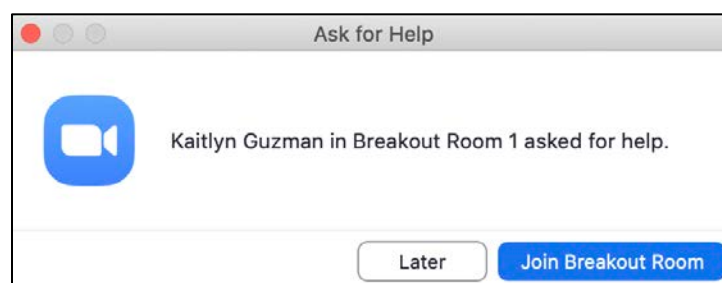 Ask for Help
Kaitlyn Guzman in Breakout Room 1 asked for help.
Later
Join Breakout Room